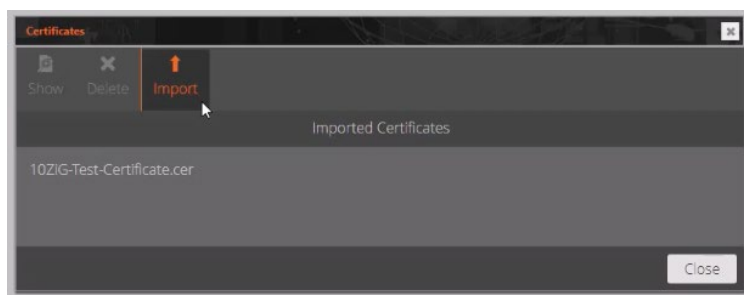 Certificates
Show Delete Import
Imported Certificates
10ZiG-Test-Certificate.cer
Close